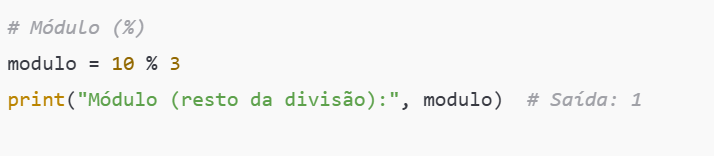 # Módulo (%)
modulo = 10 % 3
print("Módulo (resto da divisão):", modulo)  # Saída: 1